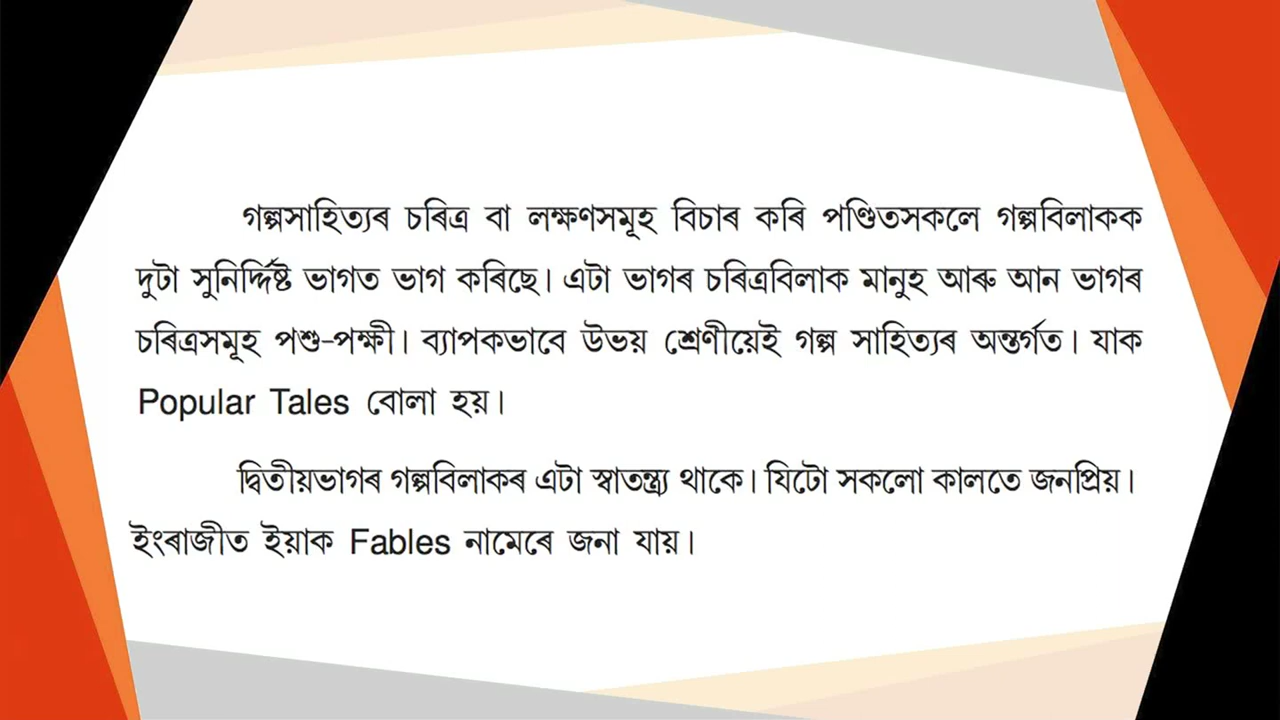 গল্পসাহিত্যৰ চৰিত্ৰ বা লক্ষণসমূহ বিচাৰ কৰি পণ্ডিতসকলে গল্পবিলাকক
দুটা সুনিৰ্দ্দিষ্ট ভাগত ভাগ কৰিছে। এটা ভাগৰ চৰিত্ৰবিলাক মানুহ আৰু আন ভাগৰ
চৰিত্ৰসমূহ পশু-পক্ষী। ব্যাপকভাবে উভয় শ্ৰেণীয়েই গল্প সাহিত্যৰ অন্তৰ্গত। যাক
Popular Tales বোলা হয়।
দ্বিতীয়ভাগৰ গল্পবিলাকৰ এটা স্বাতন্ত্ৰ্য থাকে। যিটো সকলো কালতে জনপ্ৰিয়।
ইংৰাজীত ইয়াক Fables নামেৰে জনা যায়।